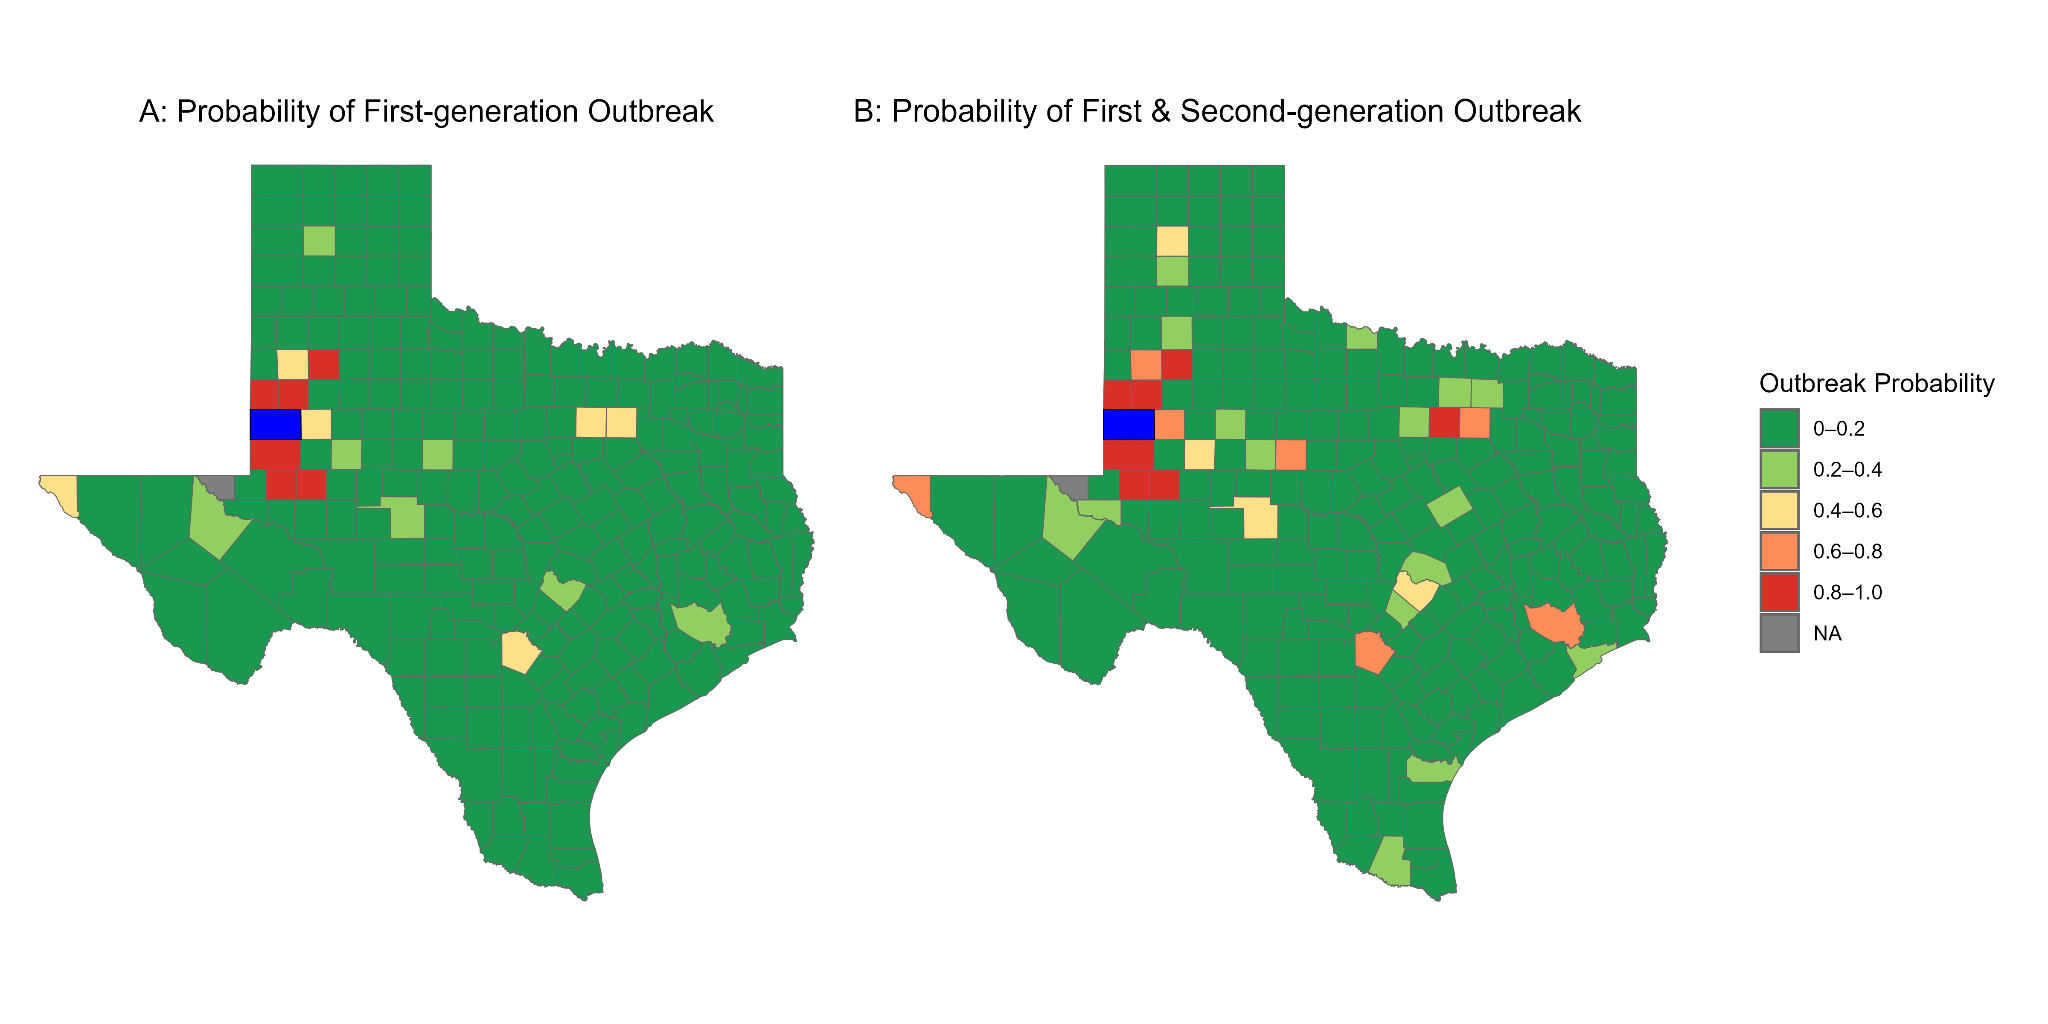 A: Probability of First-generation Outbreak
B: Probability of First & Second-generation Outbreak
Outbreak Probability
0–0.2
0.2–0.4
0.4–0.6
0.6–0.8
0.8–1.0
NA